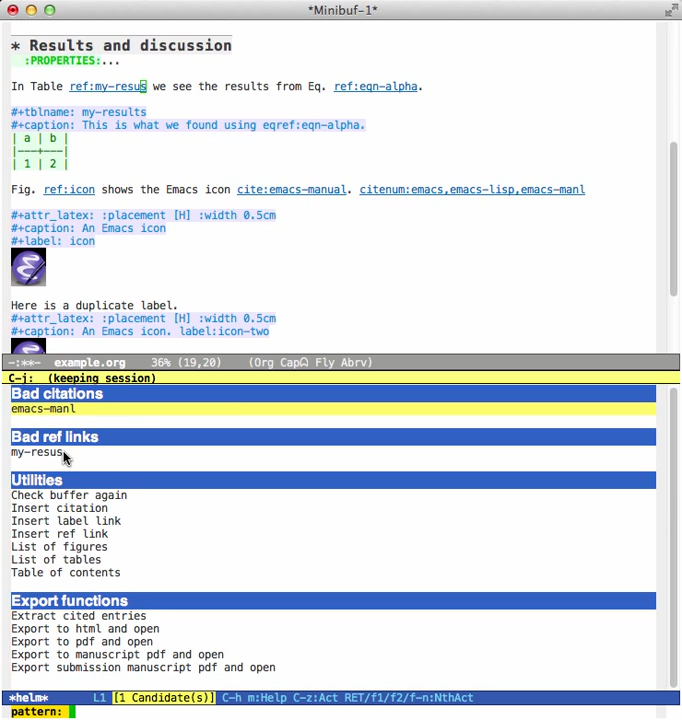 *Minibuf-1*
* Results and discussion
:PROPERTIES:...
In Table ref:my-resus we see the results from Eq. ref:eqn-alpha.
#+tblname: my-results
#+caption: This is what we found using eqref:eqn-alpha.
| a | b |
|---+---|
| 1 | 2 |
Fig. ref:icon shows the Emacs icon cite:emacs-manual. citenum:emacs,emacs-lisp,emacs-manl
#+attr_latex: :placement [H] :width 0.5cm
#+caption: An Emacs icon
#+label: icon
Here is a duplicate label.
#+attr_latex: :placement [H] :width 0.5cm
#+caption: An Emacs icon. label:icon-two
-:**- example.org 36% (19,20) (Org CapΩ Fly Abrv)
C-j: (keeping session)
Bad citations
emacs-manl
Bad ref links
my-resus
Utilities
Check buffer again
Insert citation
Insert label link
Insert ref link
List of figures
List of tables
Table of contents
Export functions
Extract cited entries
Export to html and open
Export to pdf and open
Export to manuscript pdf and open
Export submission manuscript pdf and open
*helm* L1 [1 Candidate(s)] C-h m:Help C-z:Act RET/f1/f2/f-n:NthAct
pattern: